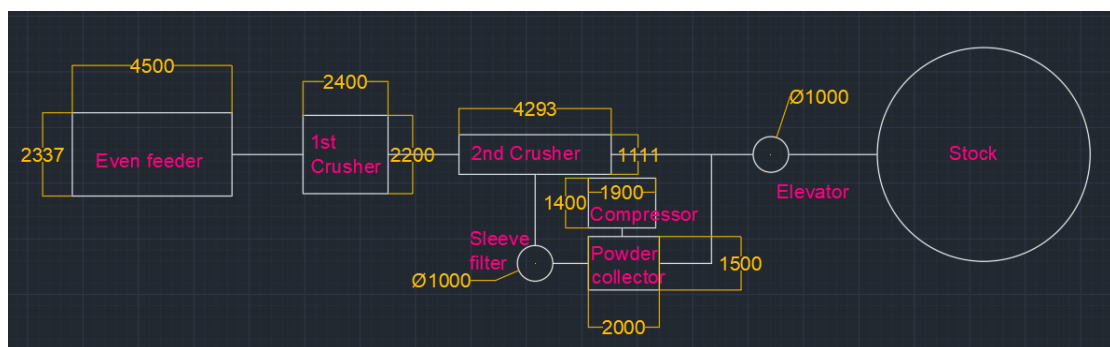 4500
2400
4293
Ø1000
2337
Even feeder
1st
Crusher
2200
2nd Crusher
1111
Stock
Elevator
1400
1900
Compressor
Sleeve
filter
Ø1000
Powder
collector
1500
2000